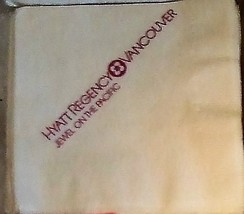 HYATT REGENCY VANCOUVER
JEWEL ON THE PACIFIC